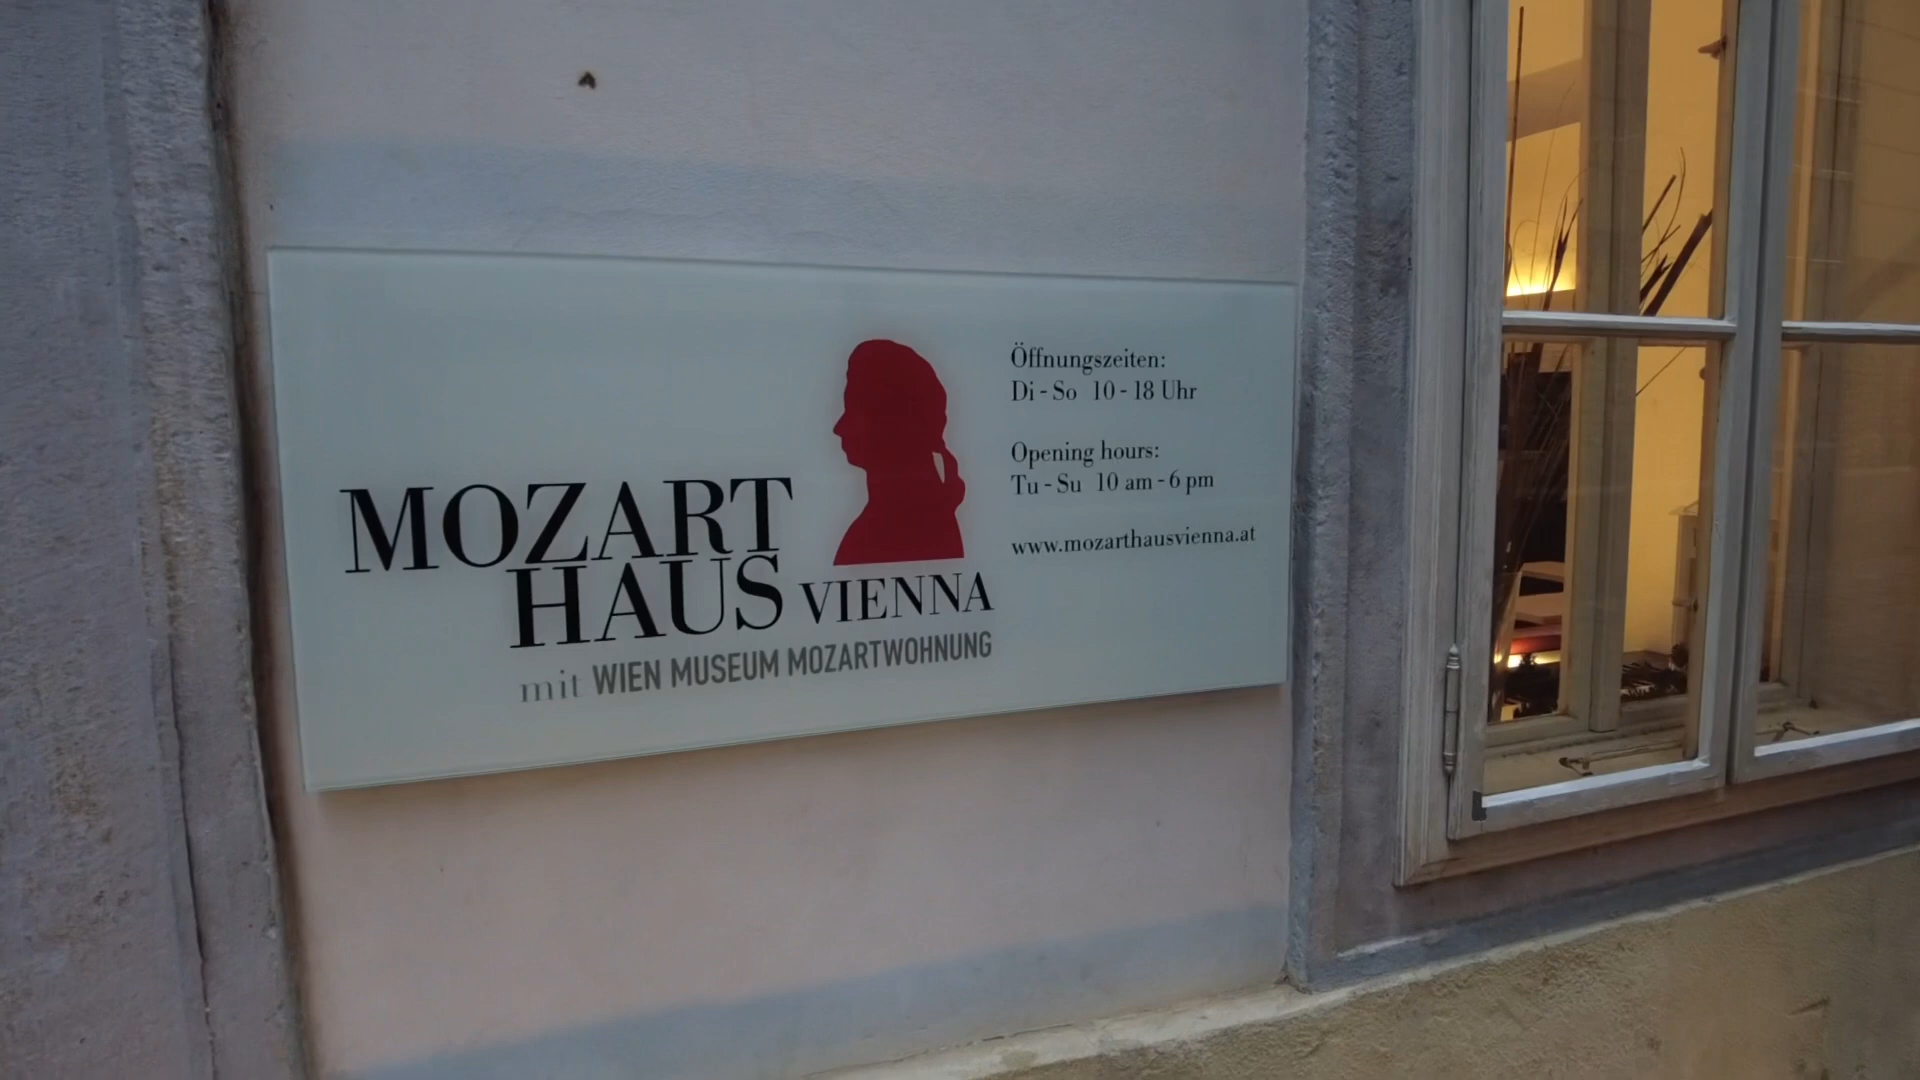 MOZART
HAUS VIENNA
mit WIEN MUSEUM MOZARTWOHNUNG
Öffnungszeiten:
Di - So 10 - 18 Uhr
Opening hours:
Tu - Su 10 am - 6 pm
www.mozarthausvienna.at